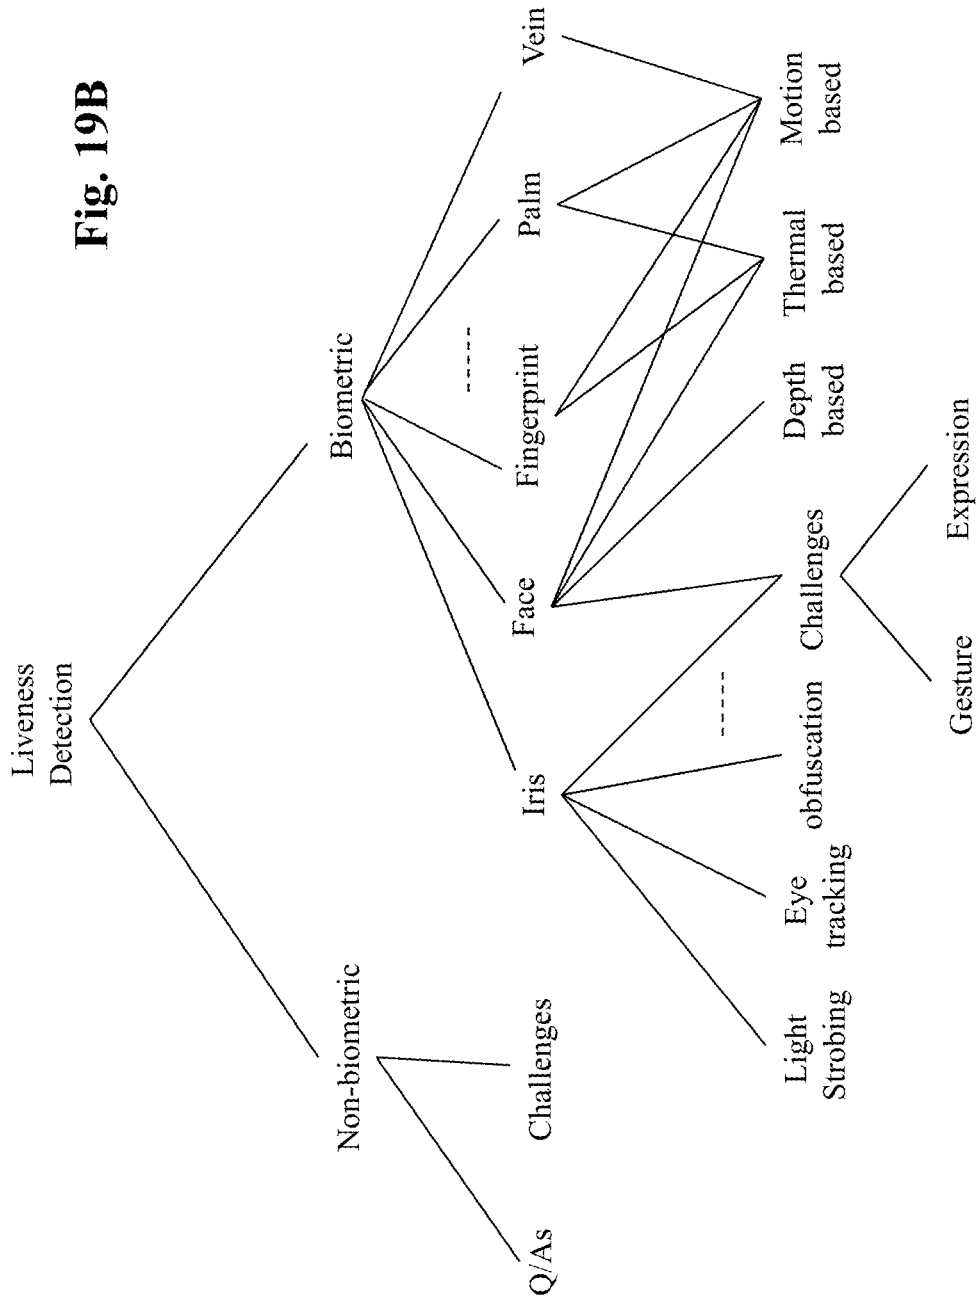 Fig. 19B
Liveness
Detection
Non-biometric
Biometric
Q/As
Challenges
Iris
Face
Fingerprint
Palm
Vein
Light
Strobing
Eye
tracking
obfuscation
Challenges
Depth
based
Thermal
based
Motion
based
Gesture
Expression